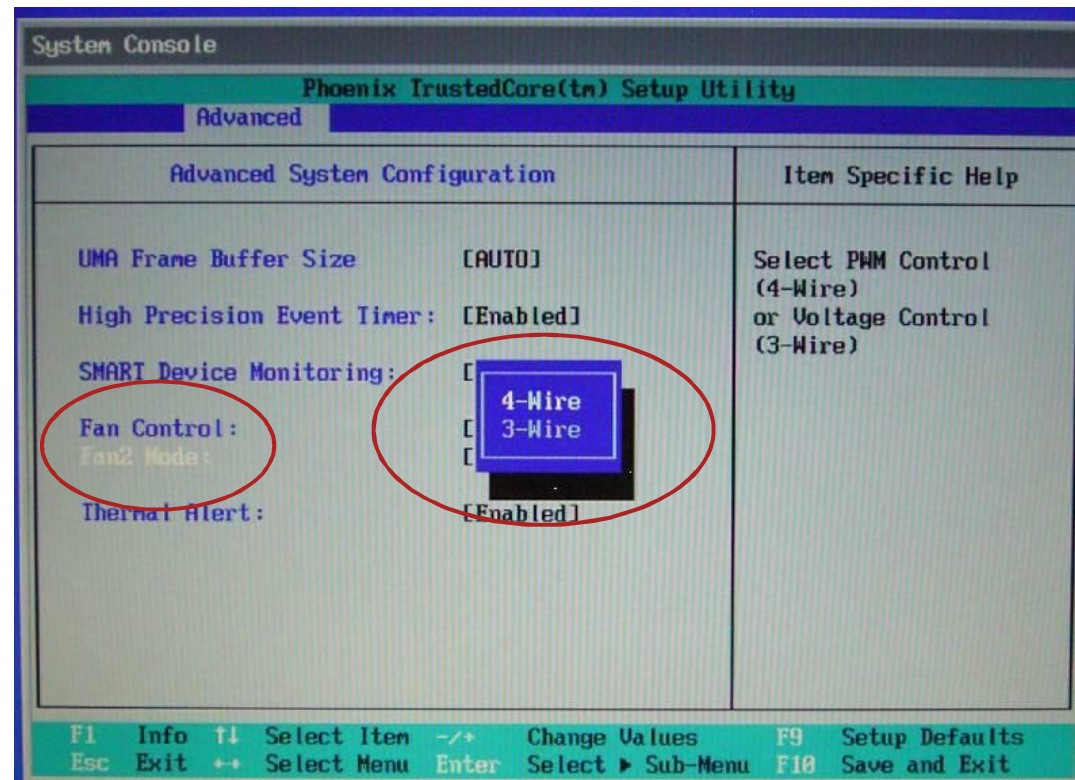 System Console
Phoenix TrustedCore(tm) Setup Utility
Advanced
Advanced System Configuration
Item Specific Help
UMA Frame Buffer Size [AUTO]
High Precision Event Timer: [Enabled]
SMART Device Monitoring: [
Fan Control: [
Fan2 Mode: [
4-Wire
3-Wire
Thermal Alert: [Enabled]
Select PWM Control
(4-Wire)
or Voltage Control
(3-Wire)
F1 Info ↑↓ Select Item -/+ Change Values F9 Setup Defaults
Esc Exit ↔ Select Menu Enter Select ▶ Sub-Menu F10 Save and Exit